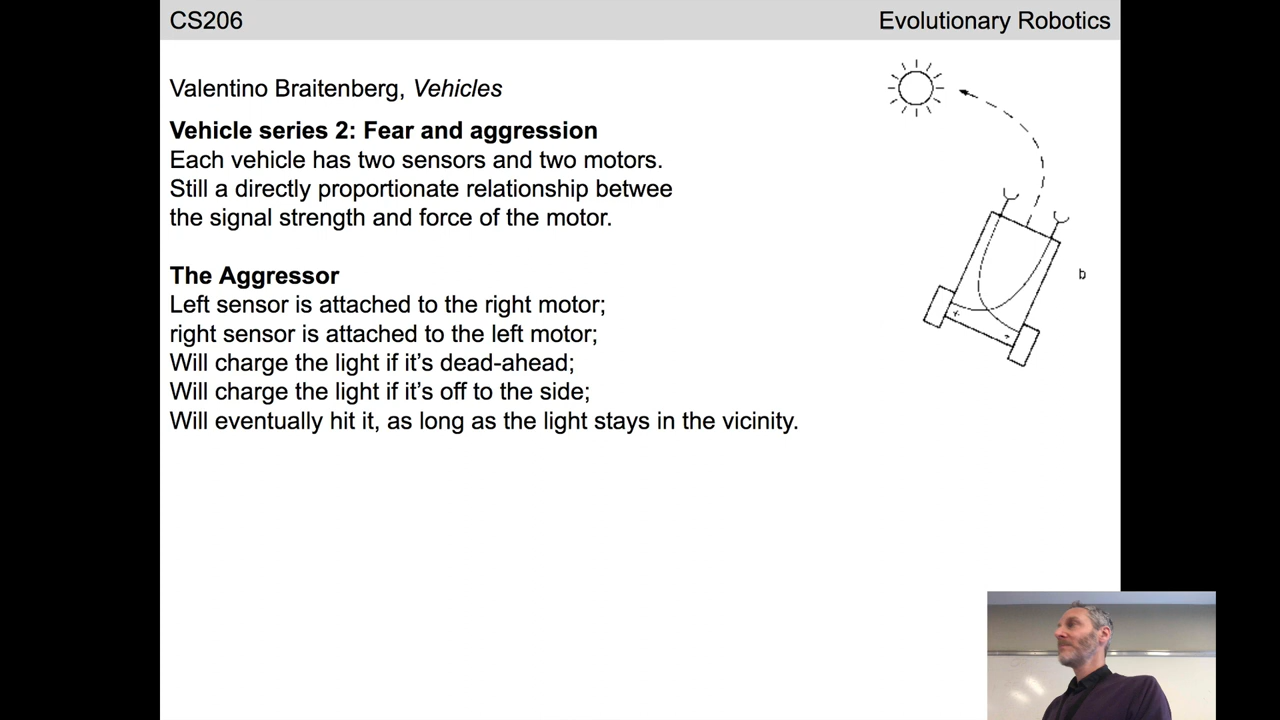 CS206
Evolutionary Robotics
Valentino Braitenberg, Vehicles
Vehicle series 2: Fear and aggression
Each vehicle has two sensors and two motors.
Still a directly proportionate relationship betwee
the signal strength and force of the motor.
The Aggressor
Left sensor is attached to the right motor;
right sensor is attached to the left motor;
Will charge the light if it’s dead-ahead;
Will charge the light if it’s off to the side;
Will eventually hit it, as long as the light stays in the vicinity.
b
+
+